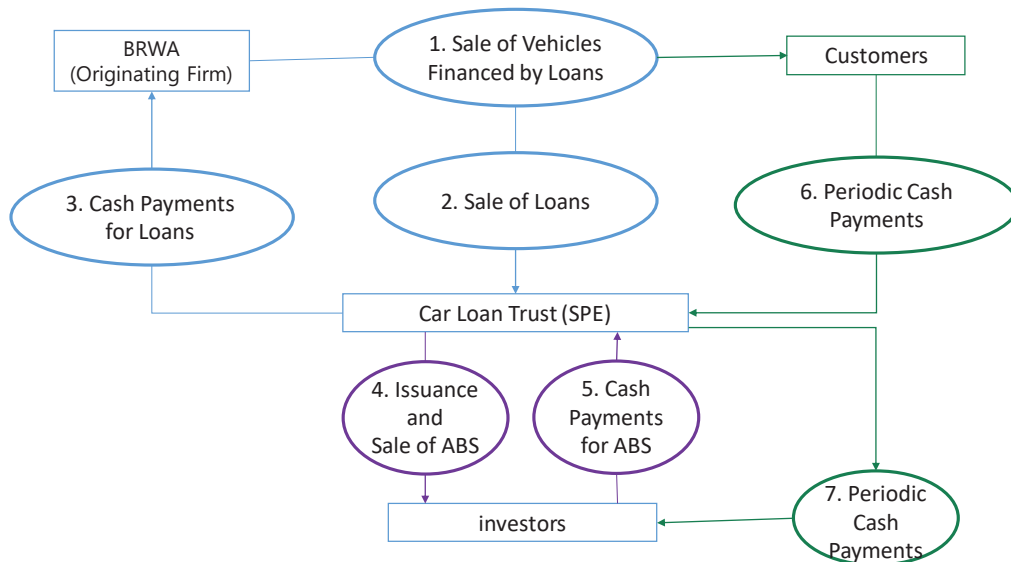 BRWA
(Originating Firm)
1. Sale of Vehicles
Financed by Loans
Customers
3. Cash Payments
for Loans
2. Sale of Loans
6. Periodic Cash
Payments
Car Loan Trust (SPE)
4. Issuance
and
Sale of ABS
5. Cash
Payments
for ABS
investors
7. Periodic
Cash
Payments